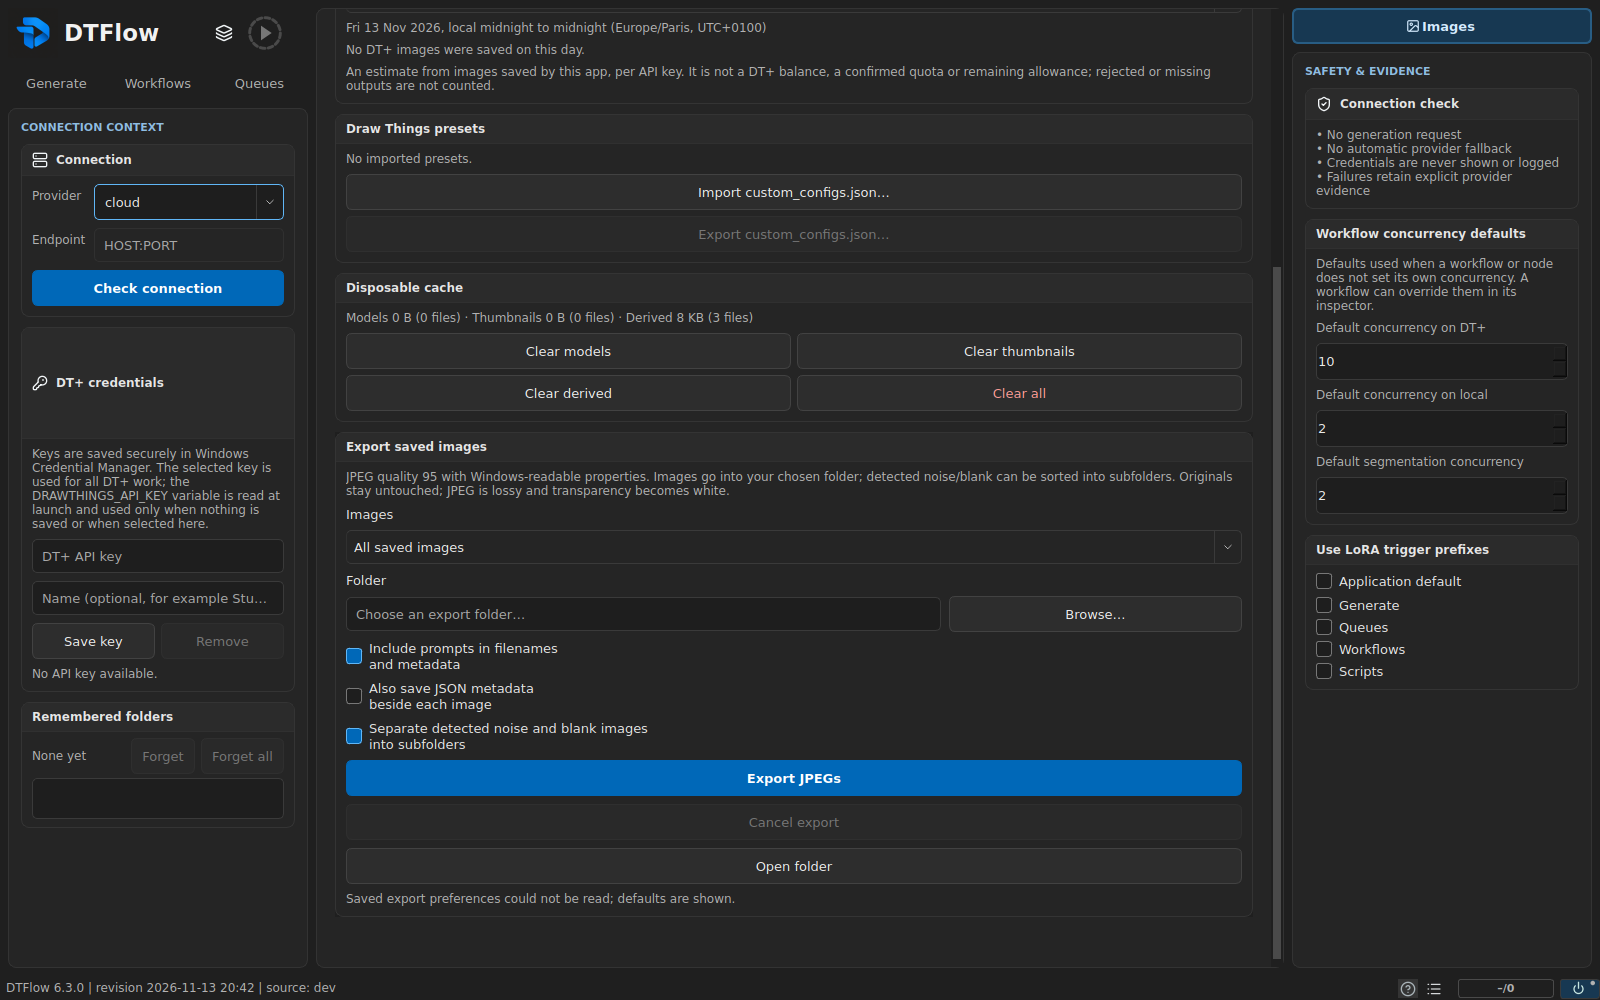 DTFlow
Generate
Workflows
Queues
CONNECTION CONTEXT
Connection
Provider
cloud
Endpoint
HOST:PORT
Check connection
DT+ credentials
Keys are saved securely in Windows
Credential Manager. The selected key is
used for all DT+ work; the
DRAWTHINGS_API_KEY variable is read at
launch and used only when nothing is
saved or when selected here.
DT+ API key
Name (optional, for example Stu...
Save key
Remove
No API key available.
Remembered folders
None yet
Forget
Forget all
Fri 13 Nov 2026, local midnight to midnight (Europe/Paris, UTC+0100)
No DT+ images were saved on this day.
An estimate from images saved by this app, per API key. It is not a DT+ balance, a confirmed quota or remaining allowance; rejected or missing
outputs are not counted.
Draw Things presets
No imported presets.
Import custom_configs.json...
Export custom_configs.json...
Disposable cache
Models 0 B (0 files) · Thumbnails 0 B (0 files) · Derived 8 KB (3 files)
Clear models
Clear thumbnails
Clear derived
Clear all
Export saved images
JPEG quality 95 with Windows-readable properties. Images go into your chosen folder; detected noise/blank can be sorted into subfolders. Originals
stay untouched; JPEG is lossy and transparency becomes white.
Images
All saved images
Folder
Choose an export folder...
Browse...
Include prompts in filenames
and metadata
Also save JSON metadata
beside each image
Separate detected noise and blank images
into subfolders
Export JPEGs
Cancel export
Open folder
Saved export preferences could not be read; defaults are shown.
Images
SAFETY & EVIDENCE
Connection check
• No generation request
• No automatic provider fallback
• Credentials are never shown or logged
• Failures retain explicit provider
evidence
Workflow concurrency defaults
Defaults used when a workflow or node
does not set its own concurrency. A
workflow can override them in its
inspector.
Default concurrency on DT+
10
Default concurrency on local
2
Default segmentation concurrency
2
Use LoRA trigger prefixes
Application default
Generate
Queues
Workflows
Scripts
DTFlow 6.3.0 | revision 2026-11-13 20:42 | source: dev
–/0